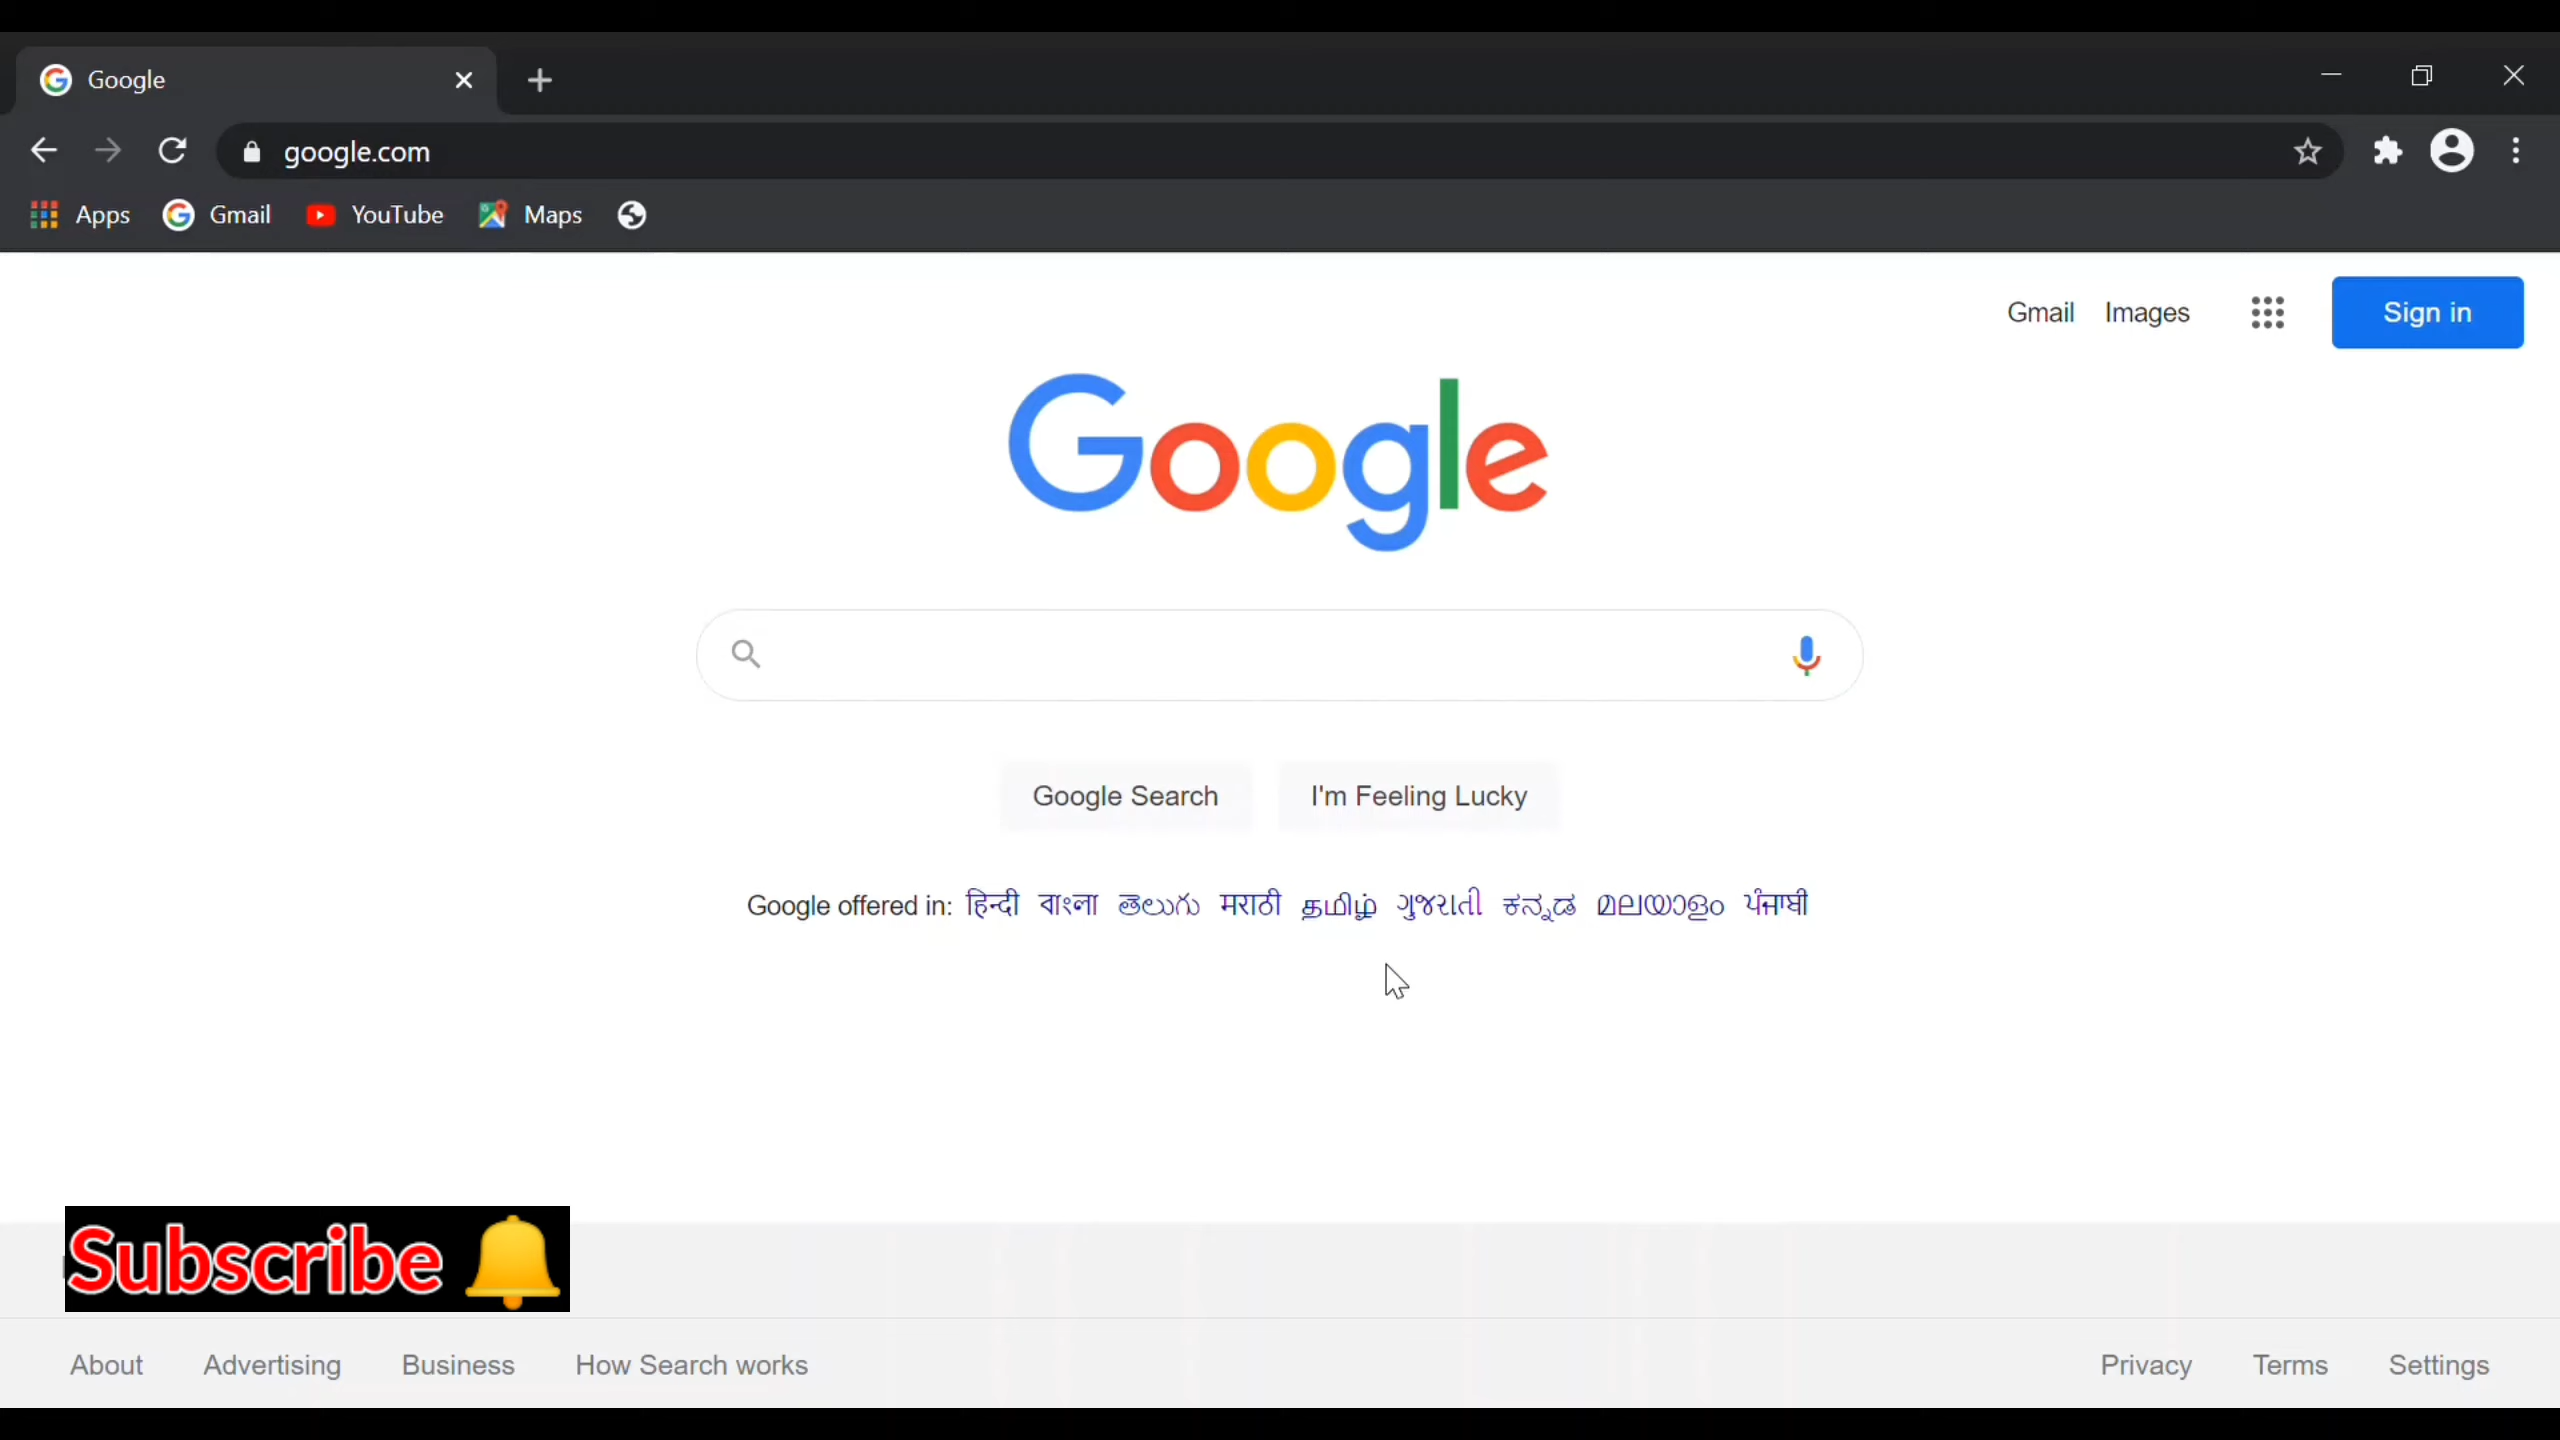 Google
google.com
Apps Gmail YouTube Maps
Gmail Images Sign in
Google
Google Search I'm Feeling Lucky
Google offered in: हिन्दी বাংলা తెలుగు मराठी தமிழ் ગુજરાતી ಕನ್ನಡ മലയാളം ਪੰਜਾਬੀ
Subscribe
About Advertising Business How Search works Privacy Terms Settings